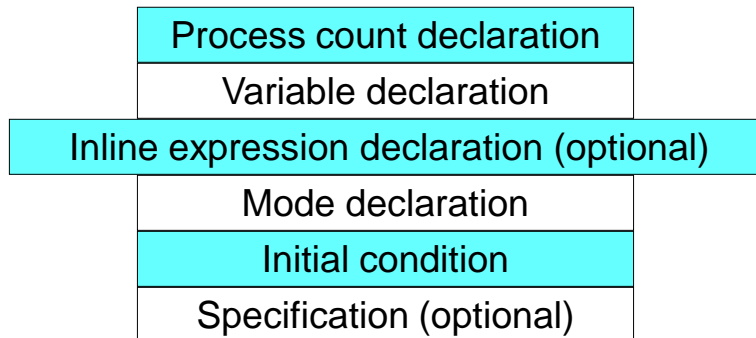 Process count declaration
Variable declaration
Inline expression declaration (optional)
Mode declaration
Initial condition
Specification (optional)